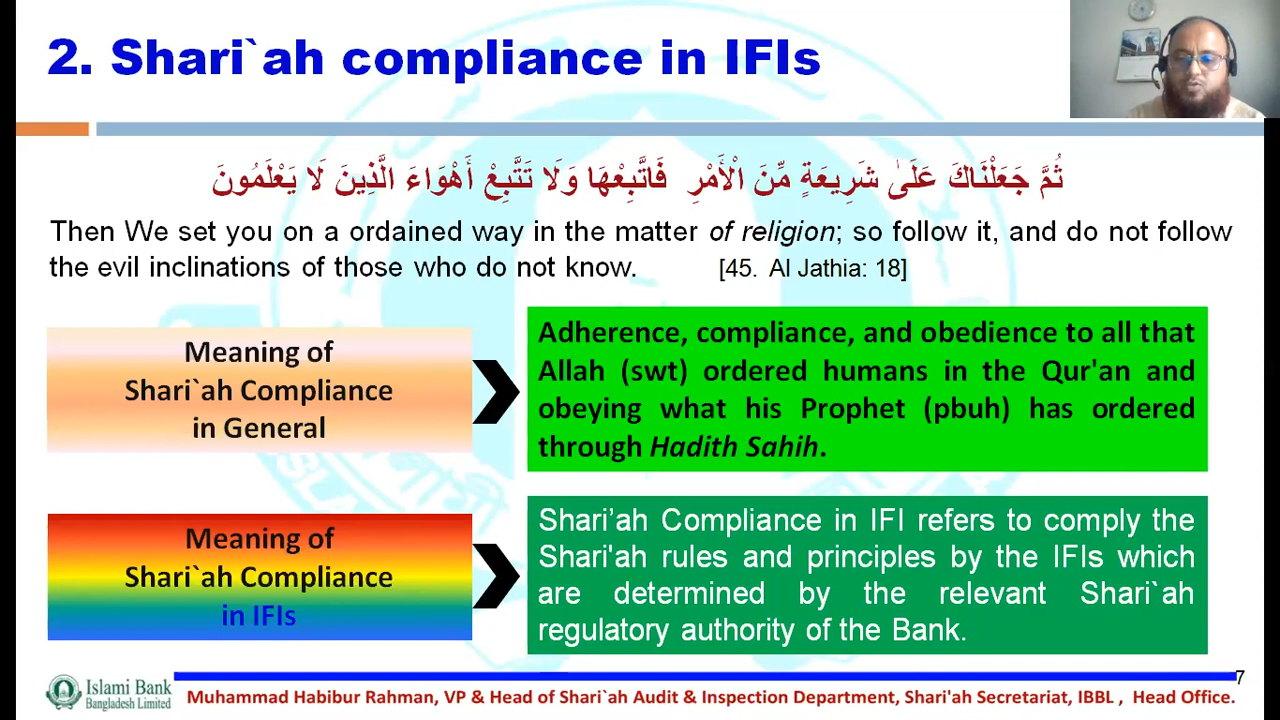 2. Shari`ah compliance in IFIs
ثُمَّ جَعَلْنَاكَ عَلَىٰ شَرِيعَةٍ مِّنَ الْأَمْرِ فَاتَّبِعْهَا وَلَا تَتَّبِعْ أَهْوَاءَ الَّذِينَ لَا يَعْلَمُونَ
Then We set you on a ordained way in the matter of religion; so follow it, and do not follow
the evil inclinations of those who do not know. [45. Al Jathia: 18]
Meaning of
Shari`ah Compliance
in General
Adherence, compliance, and obedience to all that
Allah (swt) ordered humans in the Qur'an and
obeying what his Prophet (pbuh) has ordered
through Hadith Sahih.
Meaning of
Shari`ah Compliance
in IFIs
Shari’ah Compliance in IFI refers to comply the
Shari'ah rules and principles by the IFIs which
are determined by the relevant Shari`ah
regulatory authority of the Bank.
7
Islami Bank
Bangladesh Limited
Muhammad Habibur Rahman, VP & Head of Shari`ah Audit & Inspection Department, Shari'ah Secretariat, IBBL , Head Office.